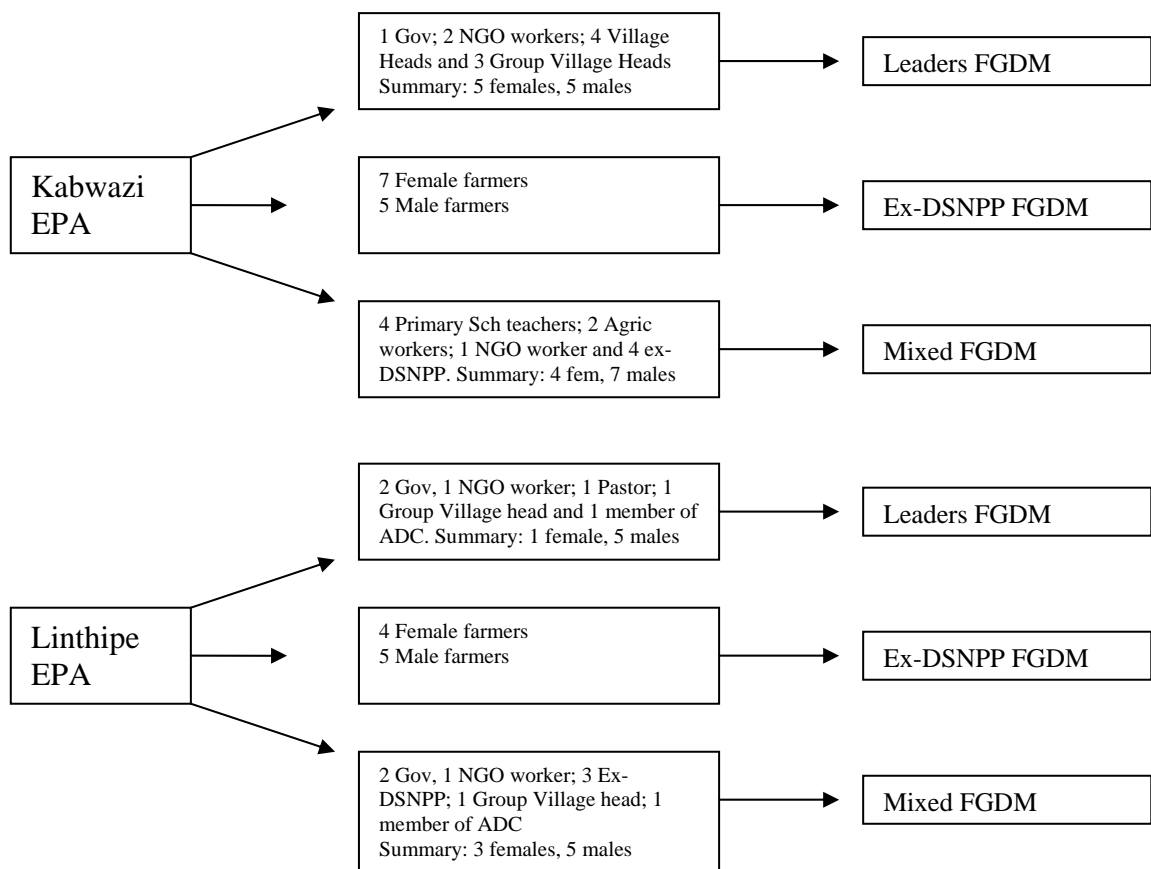 1 Gov; 2 NGO workers; 4 Village
Heads and 3 Group Village Heads
Summary: 5 females, 5 males
Leaders FGDM
Kabwazi
EPA
7 Female farmers
5 Male farmers
Ex-DSNPP FGDM
4 Primary Sch teachers; 2 Agric
workers; 1 NGO worker and 4 ex-
DSNPP. Summary: 4 fem, 7 males
Mixed FGDM
2 Gov, 1 NGO worker; 1 Pastor; 1
Group Village head and 1 member of
ADC. Summary: 1 female, 5 males
Leaders FGDM
Linthipe
EPA
4 Female farmers
5 Male farmers
Ex-DSNPP FGDM
2 Gov, 1 NGO worker; 3 Ex-
DSNPP; 1 Group Village head; 1
member of ADC
Summary: 3 females, 5 males
Mixed FGDM